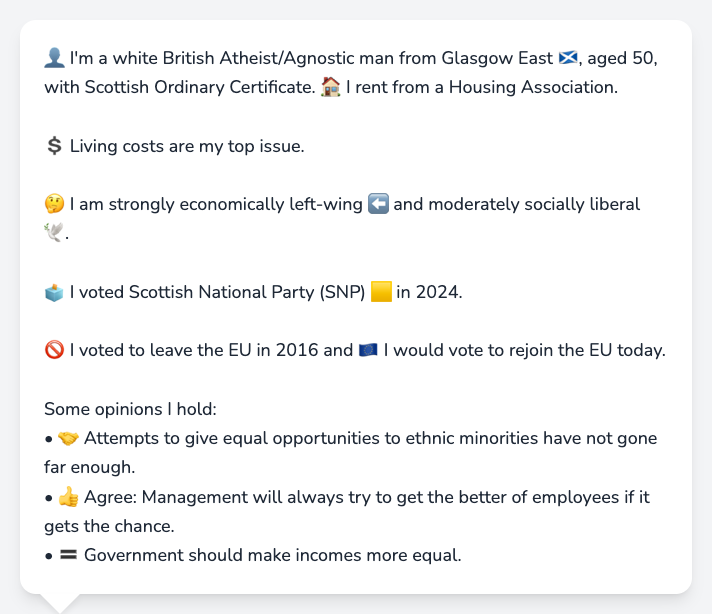 👤 I'm a white British Atheist/Agnostic man from Glasgow East 🏴󠁧󠁢󠁳󠁣󠁴󠁿, aged 50,
with Scottish Ordinary Certificate. 🏠 I rent from a Housing Association.
💲 Living costs are my top issue.
🤔 I am strongly economically left-wing ⬅️ and moderately socially liberal
🕊️.
🗳️ I voted Scottish National Party (SNP) 🟨 in 2024.
🚫 I voted to leave the EU in 2016 and 🇪🇺 I would vote to rejoin the EU today.
Some opinions I hold:
• 🤝 Attempts to give equal opportunities to ethnic minorities have not gone
far enough.
• 👍 Agree: Management will always try to get the better of employees if it
gets the chance.
• 🟰 Government should make incomes more equal.